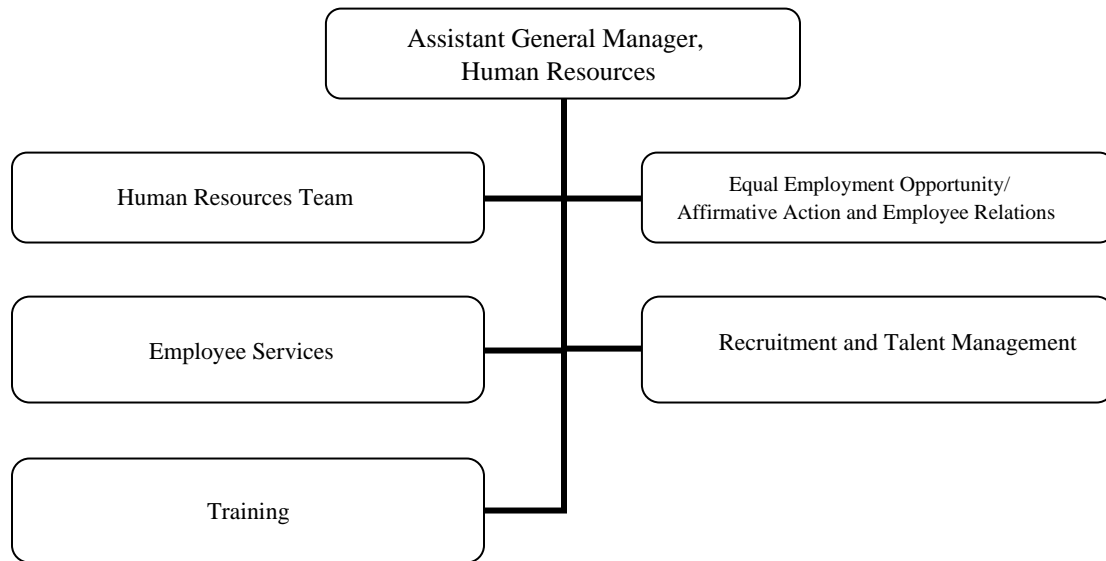 Assistant General Manager,
Human Resources
Human Resources Team
Equal Employment Opportunity/
Affirmative Action and Employee Relations
Employee Services
Recruitment and Talent Management
Training